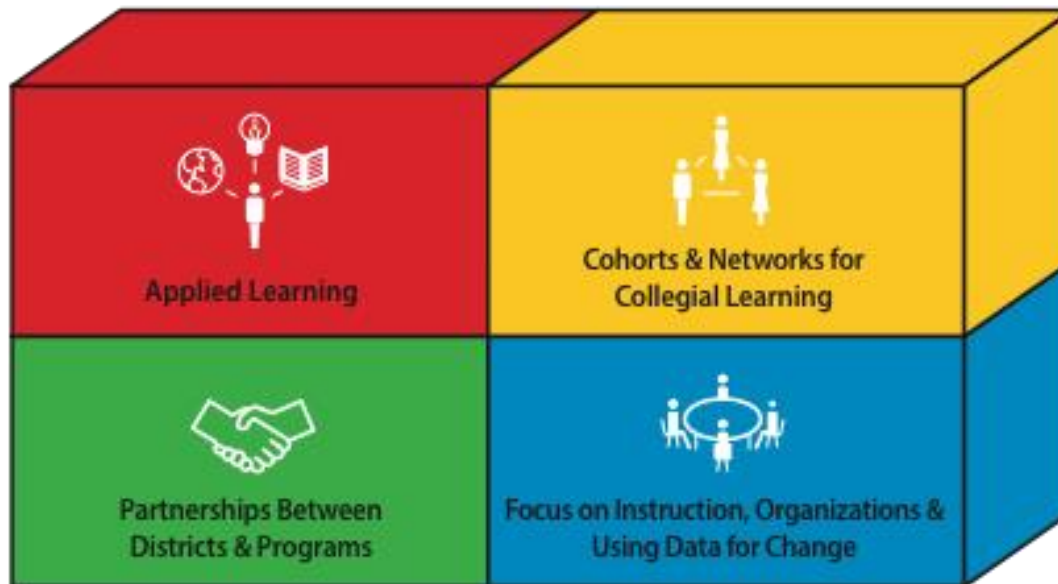 Applied Learning
Cohorts & Networks for
Collegial Learning
Partnerships Between
Districts & Programs
Focus on Instruction, Organizations &
Using Data for Change